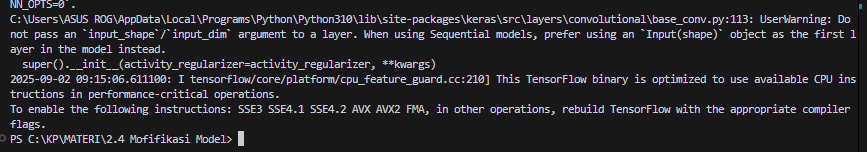 NN_OPTS=0`.
C:\Users\ASUS ROG\AppData\Local\Programs\Python\Python310\lib\site-packages\keras\src\layers\convolutional\base_conv.py:113: UserWarning: Do
not pass an `input_shape`/`input_dim` argument to a layer. When using Sequential models, prefer using an `Input(shape)` object as the first l
ayer in the model instead.
  super().__init__(activity_regularizer=activity_regularizer, **kwargs)
2025-09-02 09:15:06.611100: I tensorflow/core/platform/cpu_feature_guard.cc:210] This TensorFlow binary is optimized to use available CPU ins
tructions in performance-critical operations.
To enable the following instructions: SSE3 SSE4.1 SSE4.2 AVX AVX2 FMA, in other operations, rebuild TensorFlow with the appropriate compiler
flags.
PS C:\KP\MATERI\2.4 Mofifikasi Model>